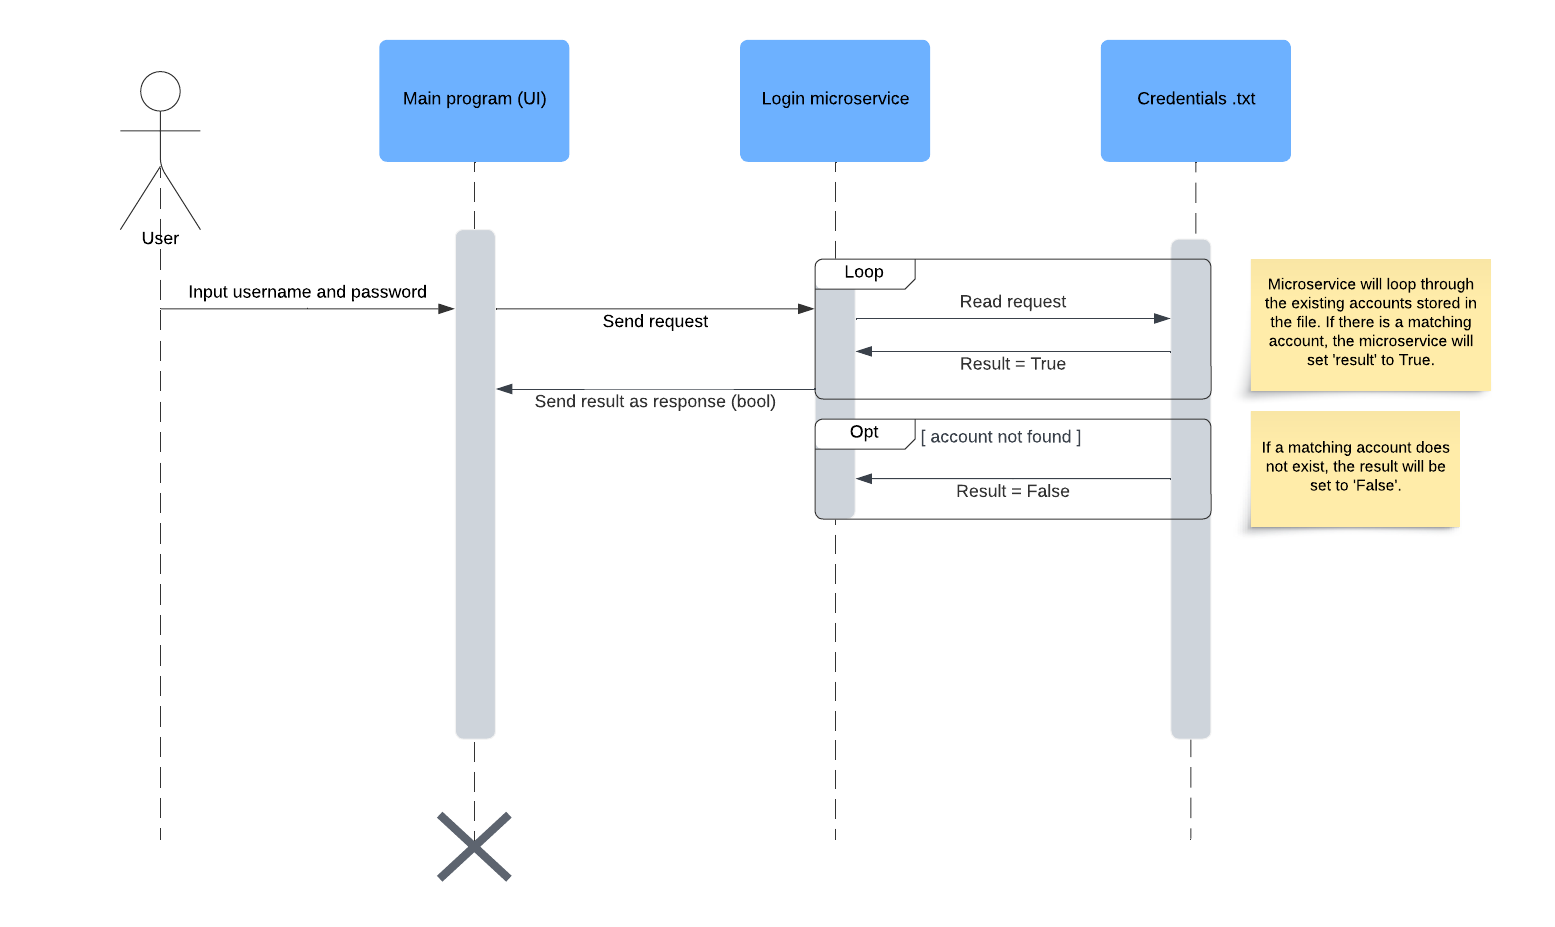 Main program (UI)
Login microservice
Credentials .txt
User
Input username and password
Send request
Loop
Read request
Result = True
Send result as response (bool)
Microservice will loop through
the existing accounts stored in
the file. If there is a matching
account, the microservice will
set 'result' to True.
Opt
[ account not found ]
Result = False
If a matching account does
not exist, the result will be
set to 'False'.